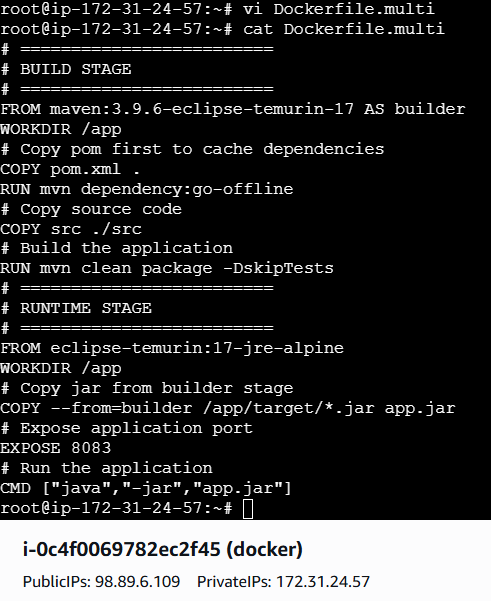 root@ip-172-31-24-57:~# vi Dockerfile.multi
root@ip-172-31-24-57:~# cat Dockerfile.multi
# =========================
# BUILD STAGE
# =========================
FROM maven:3.9.6-eclipse-temurin-17 AS builder
WORKDIR /app
# Copy pom first to cache dependencies
COPY pom.xml .
RUN mvn dependency:go-offline
# Copy source code
COPY src ./src
# Build the application
RUN mvn clean package -DskipTests
# =========================
# RUNTIME STAGE
# =========================
FROM eclipse-temurin:17-jre-alpine
WORKDIR /app
# Copy jar from builder stage
COPY --from=builder /app/target/*.jar app.jar
# Expose application port
EXPOSE 8083
# Run the application
CMD ["java","-jar","app.jar"]
root@ip-172-31-24-57:~#
i-0c4f0069782ec2f45 (docker)
PublicIPs: 98.89.6.109 PrivateIPs: 172.31.24.57